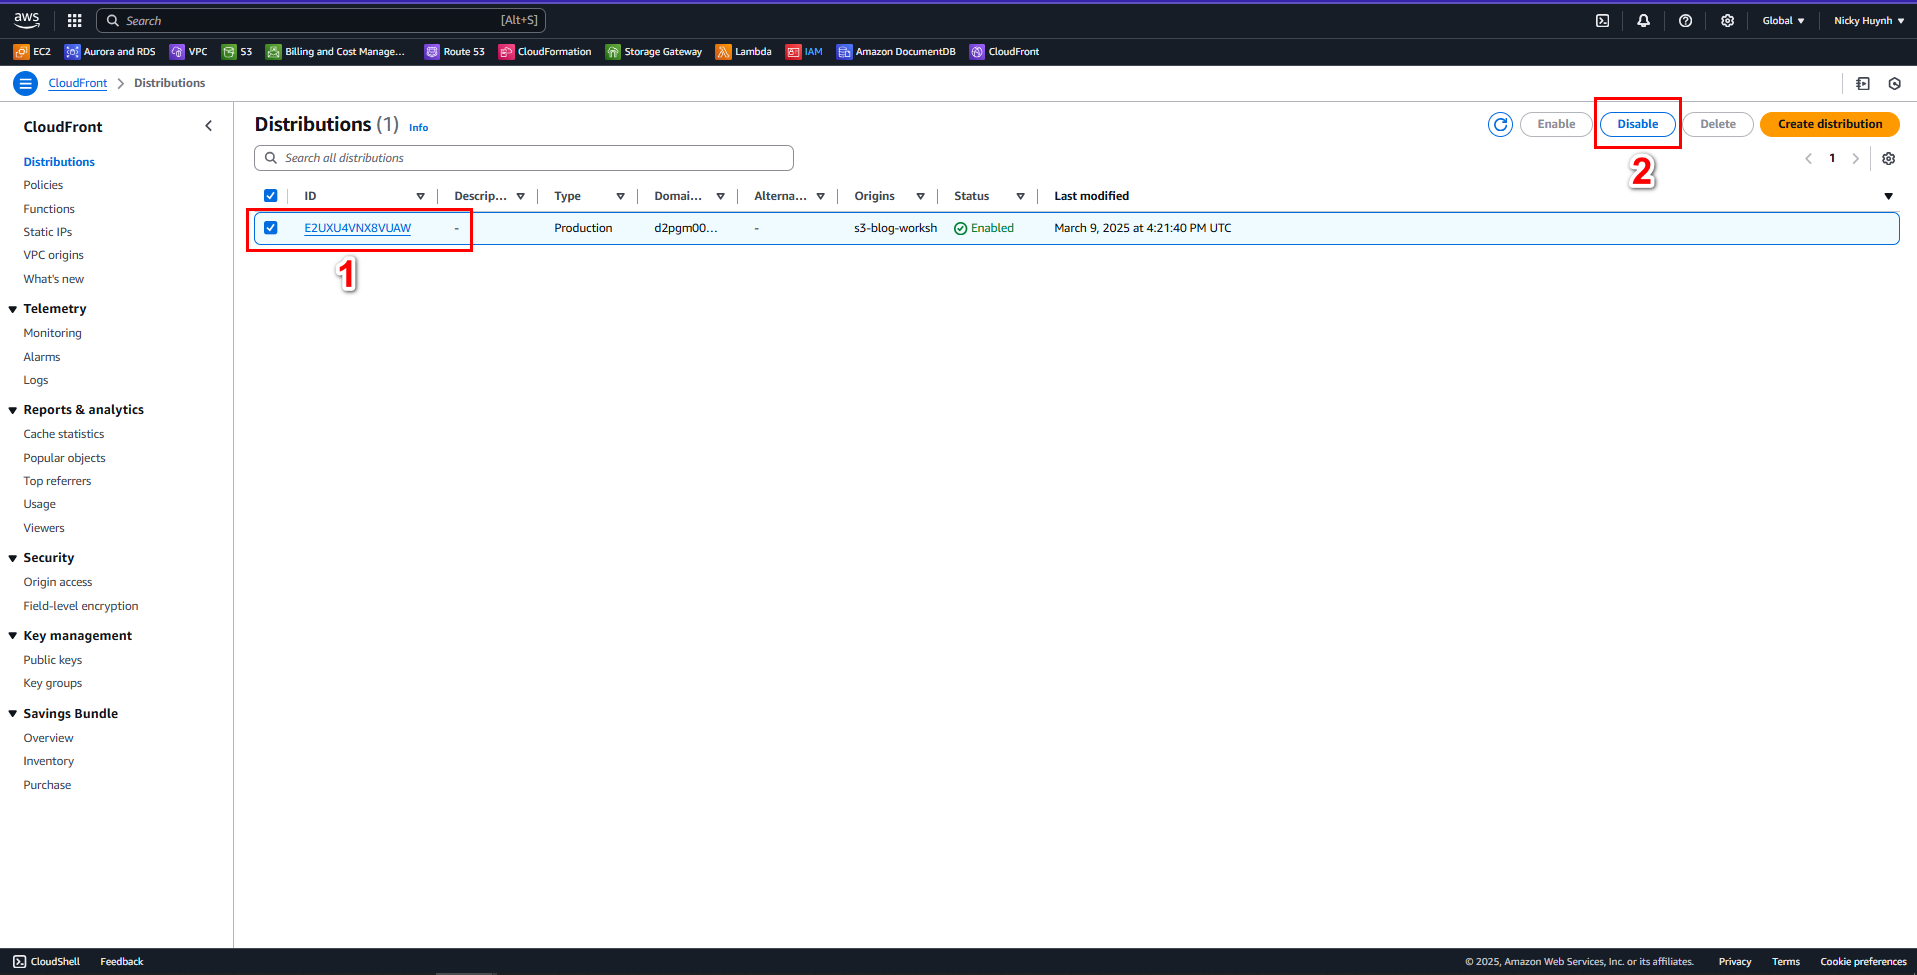 aws Search [Alt+S] Global Nicky Huynh
EC2 Aurora and RDS VPC S3 Billing and Cost Manage... Route 53 CloudFormation Storage Gateway Lambda IAM Amazon DocumentDB CloudFront
CloudFront Distributions
CloudFront
Distributions
Policies
Functions
Static IPs
VPC origins
What's new
Telemetry
Monitoring
Alarms
Logs
Reports & analytics
Cache statistics
Popular objects
Top referrers
Usage
Viewers
Security
Origin access
Field-level encryption
Key management
Public keys
Key groups
Savings Bundle
Overview
Inventory
Purchase
Distributions (1) Info Enable Disable Delete Create distribution
Search all distributions 1
2
ID Descrip... Type Domai... Alterna... Origins Status Last modified
E2UXU4VNX8VUAW - Production d2pgm00... - s3-blog-worksh Enabled March 9, 2025 at 4:21:40 PM UTC
1
CloudShell Feedback © 2025, Amazon Web Services, Inc. or its affiliates. Privacy Terms Cookie preferences